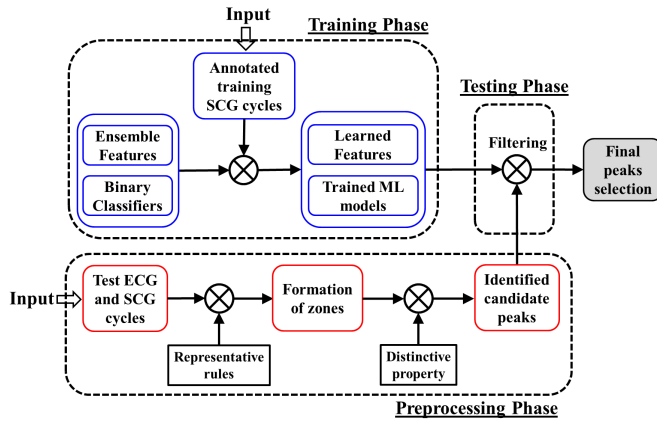 Input
Training Phase
Annotated
training
SCG cycles
Ensemble
Features
Binary
Classifiers
Learned
Features
Trained ML
models
Testing Phase
Filtering
Final
peaks
selection
Input
Test ECG
and SCG
cycles
Formation
of zones
Identified
candidate
peaks
Representative
rules
Distinctive
property
Preprocessing Phase